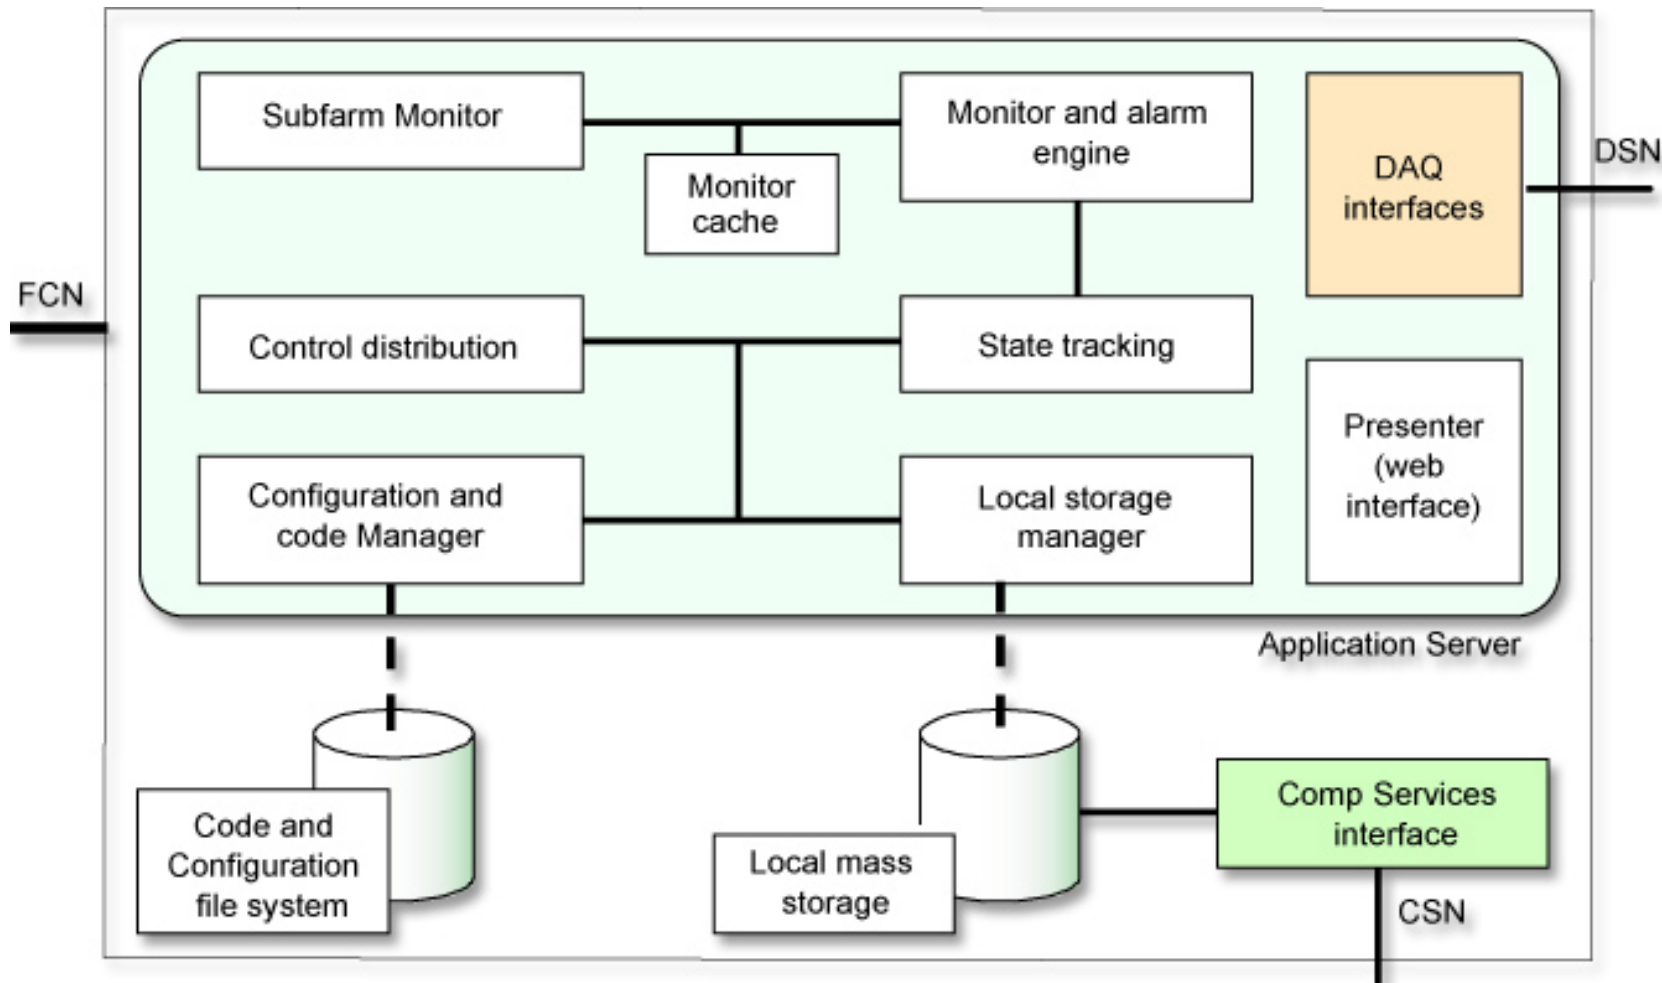 Subfarm Monitor
Monitor and alarm
engine
Monitor
cache
DAQ
interfaces
DSN
FCN
Control distribution
State tracking
Presenter
(web
interface)
Configuration and
code Manager
Local storage
manager
Application Server
Code and
Configuration
file system
Local mass
storage
Comp Services
interface
CSN